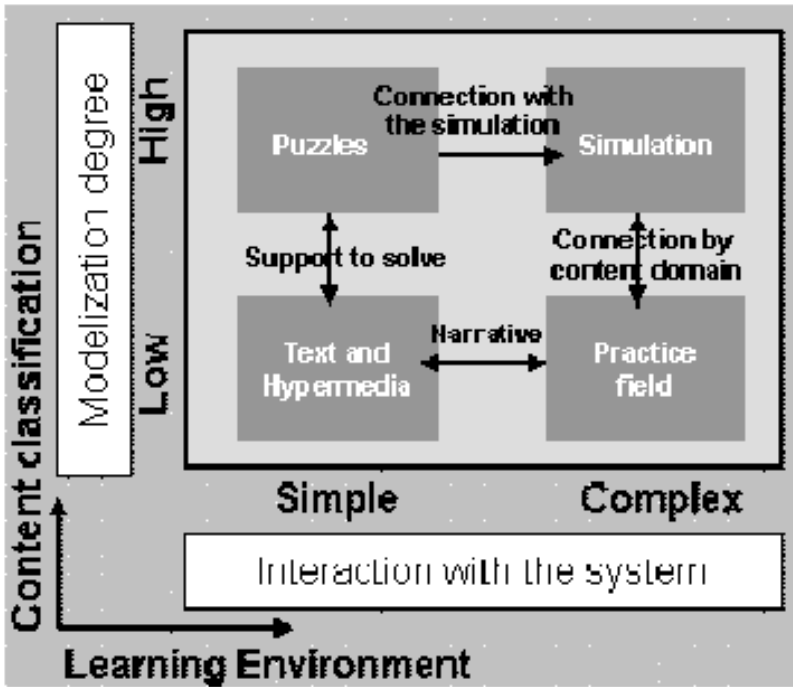 Content classification
Modelization degree
High
Low
Puzzles
Connection with
the simulation
Simulation
Support to solve
Connection by
content domain
Text and
Hypermedia
Narrative
Practice
field
Simple
Complex
Interaction with the system
Learning Environment